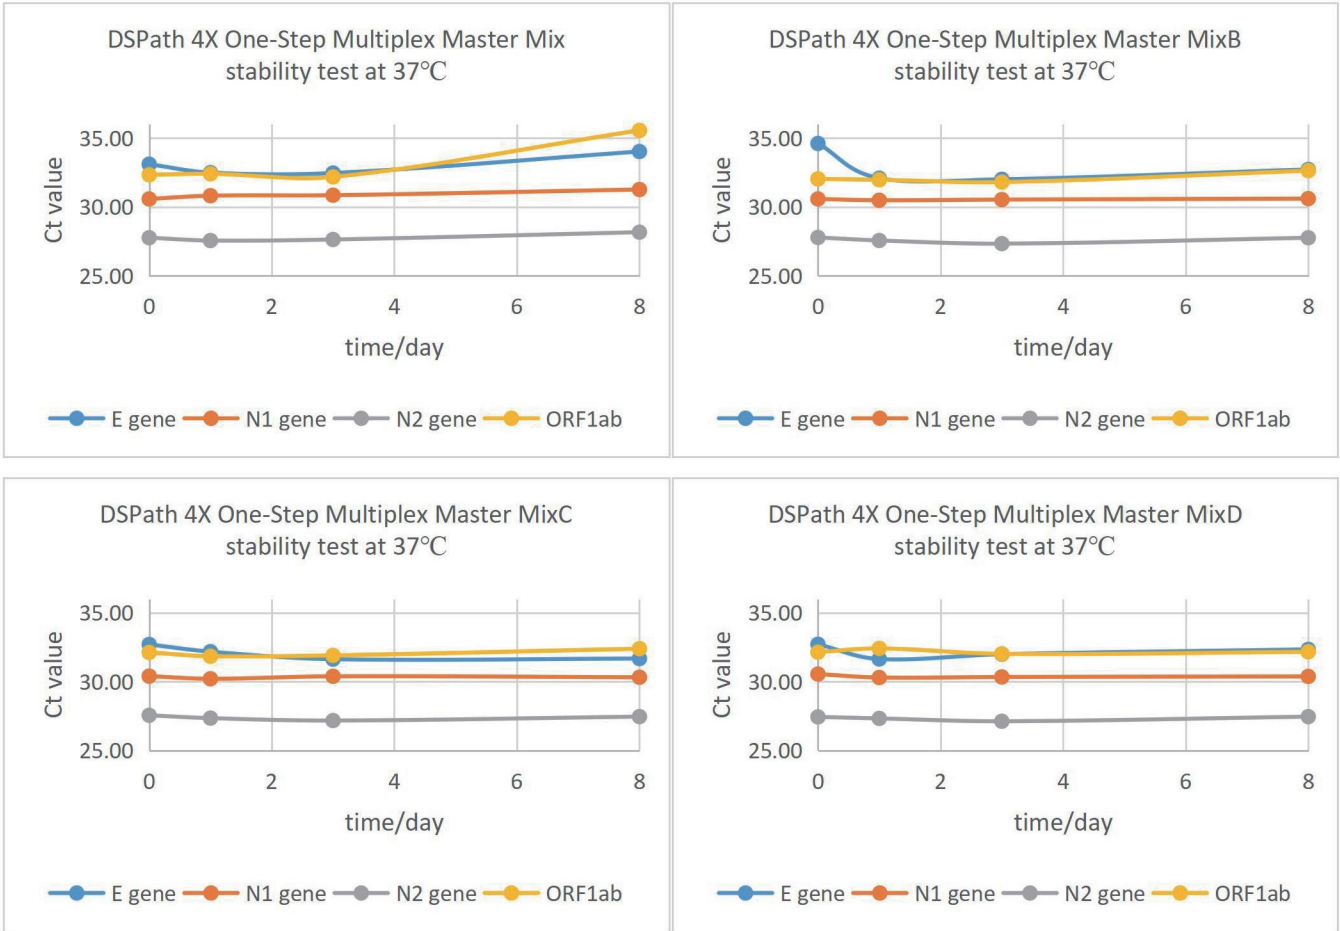 DSPath 4X One-Step Multiplex Master Mix
stability test at 37℃
35.00
30.00
25.00
Ct value
0 2 4 6 8
time/day
E gene N1 gene N2 gene ORF1ab
DSPath 4X One-Step Multiplex Master MixB
stability test at 37℃
35.00
30.00
25.00
Ct value
0 2 4 6 8
time/day
E gene N1 gene N2 gene ORF1ab
DSPath 4X One-Step Multiplex Master MixC
stability test at 37℃
35.00
30.00
25.00
Ct value
0 2 4 6 8
time/day
E gene N1 gene N2 gene ORF1ab
DSPath 4X One-Step Multiplex Master MixD
stability test at 37℃
35.00
30.00
25.00
Ct value
0 2 4 6 8
time/day
E gene N1 gene N2 gene ORF1ab